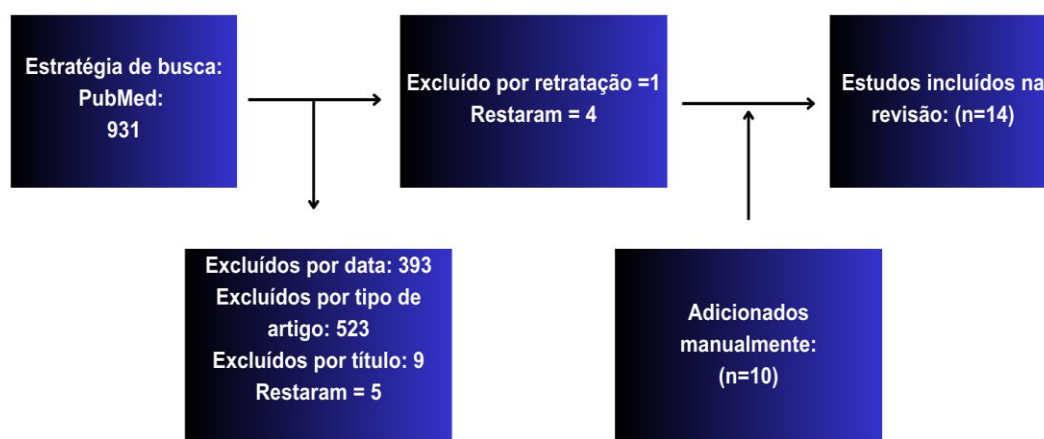 Estratégia de busca:
PubMed:
931
Excluído por retratação =1
Restaram = 4
Estudos incluídos na
revisão: (n=14)
Excluídos por data: 393
Excluídos por tipo de
artigo: 523
Excluídos por título: 9
Restaram = 5
Adicionados
manualmente:
(n=10)